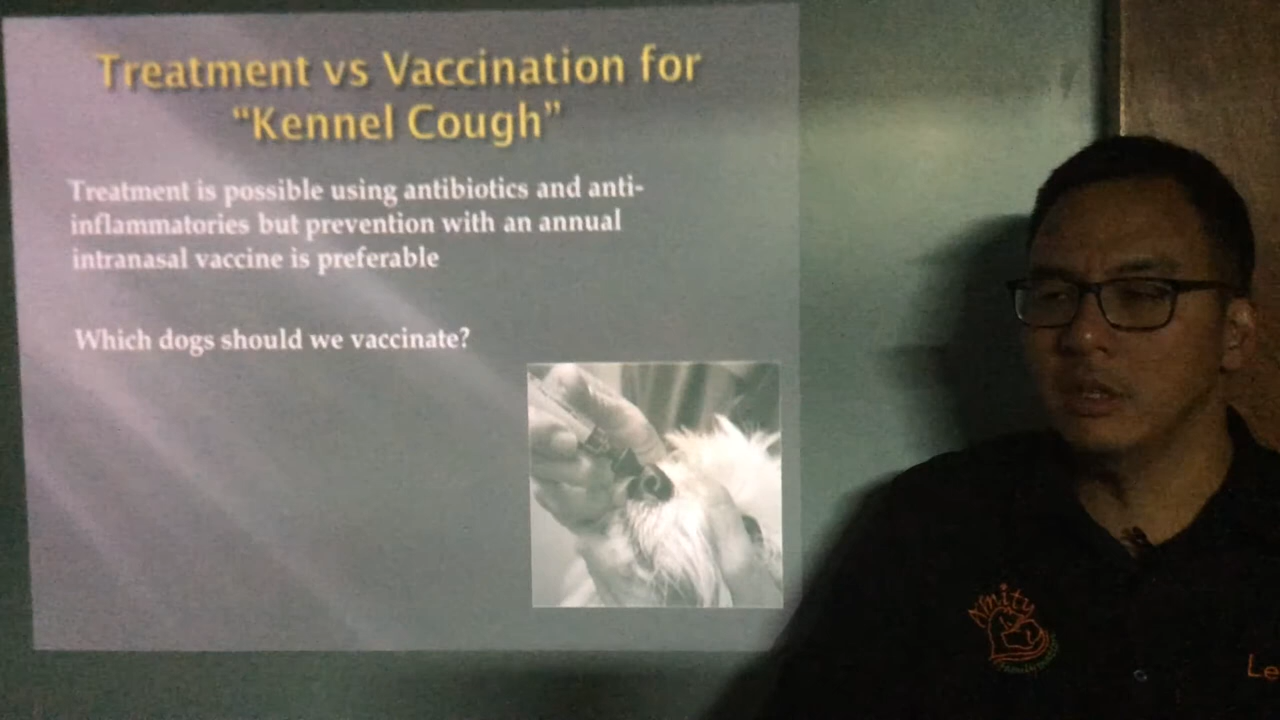 Treatment vs Vaccination for
“Kennel Cough”
Treatment is possible using antibiotics and anti-
inflammatories but prevention with an annual
intranasal vaccine is preferable
Which dogs should we vaccinate?
Amity
Le